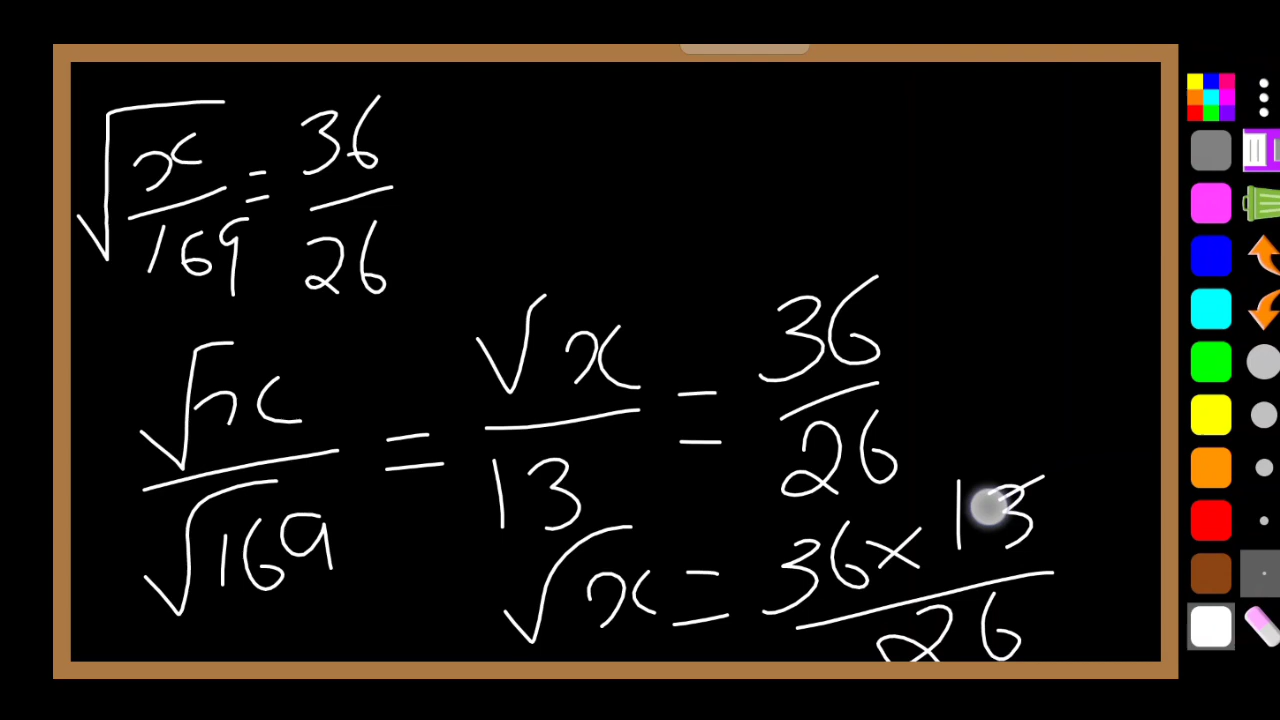 √(x/169) = 36/26
√x/√169 = √x/13 = 36/26
√x = 36×13/26